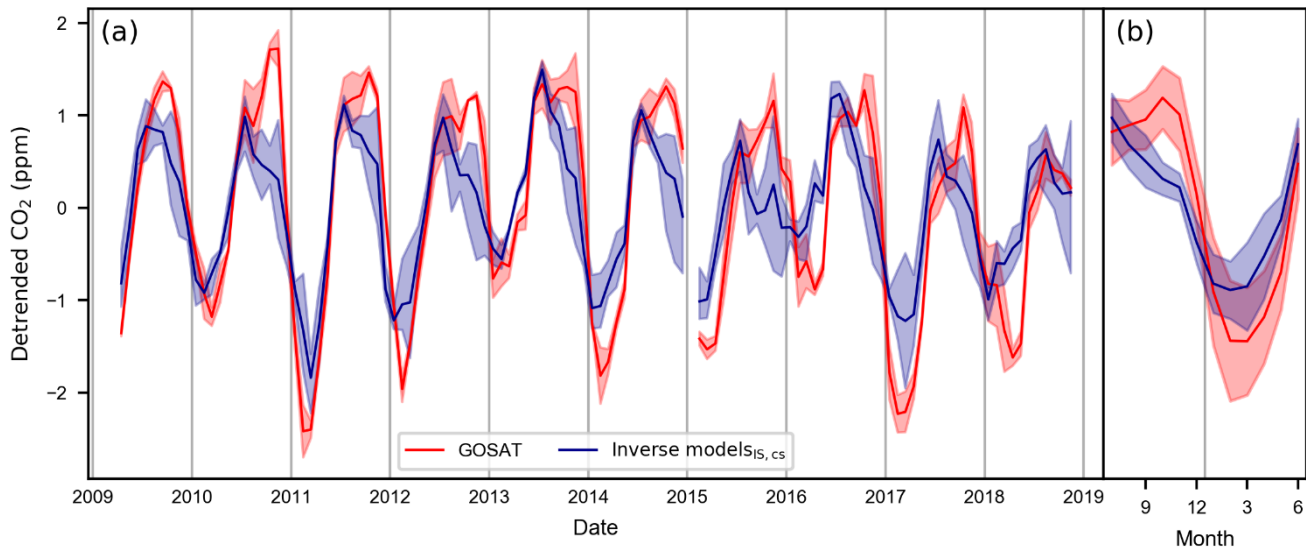 (a)
(b)
Detrended CO₂ (ppm)
2
1
0
−1
−2
GOSAT
Inverse models_IS, cs
2009 2010 2011 2012 2013 2014 2015 2016 2017 2018 2019
9 12 3 6
Date
Month